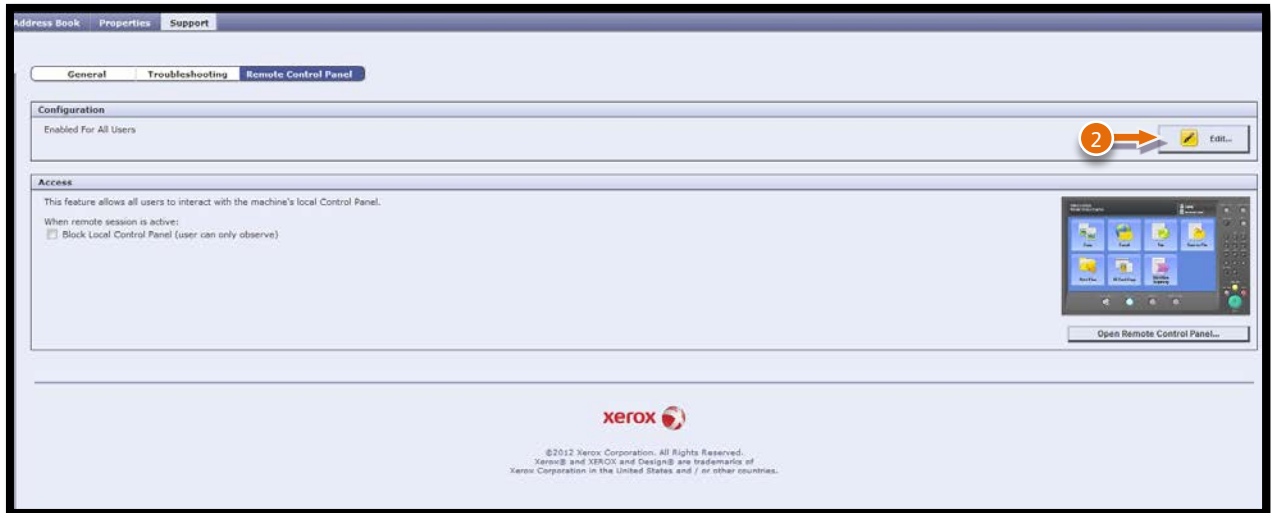 Address Book Properties Support
General Troubleshooting Remote Control Panel
Configuration
Enabled For All Users
2
Edit...
Access
This feature allows all users to interact with the machine's local Control Panel.
When remote session is active:
Block Local Control Panel (user can only observe)
Open Remote Control Panel...
xerox
©2012 Xerox Corporation. All Rights Reserved.
Xerox® and XEROX and Design® are trademarks of
Xerox Corporation in the United States and / or other countries.